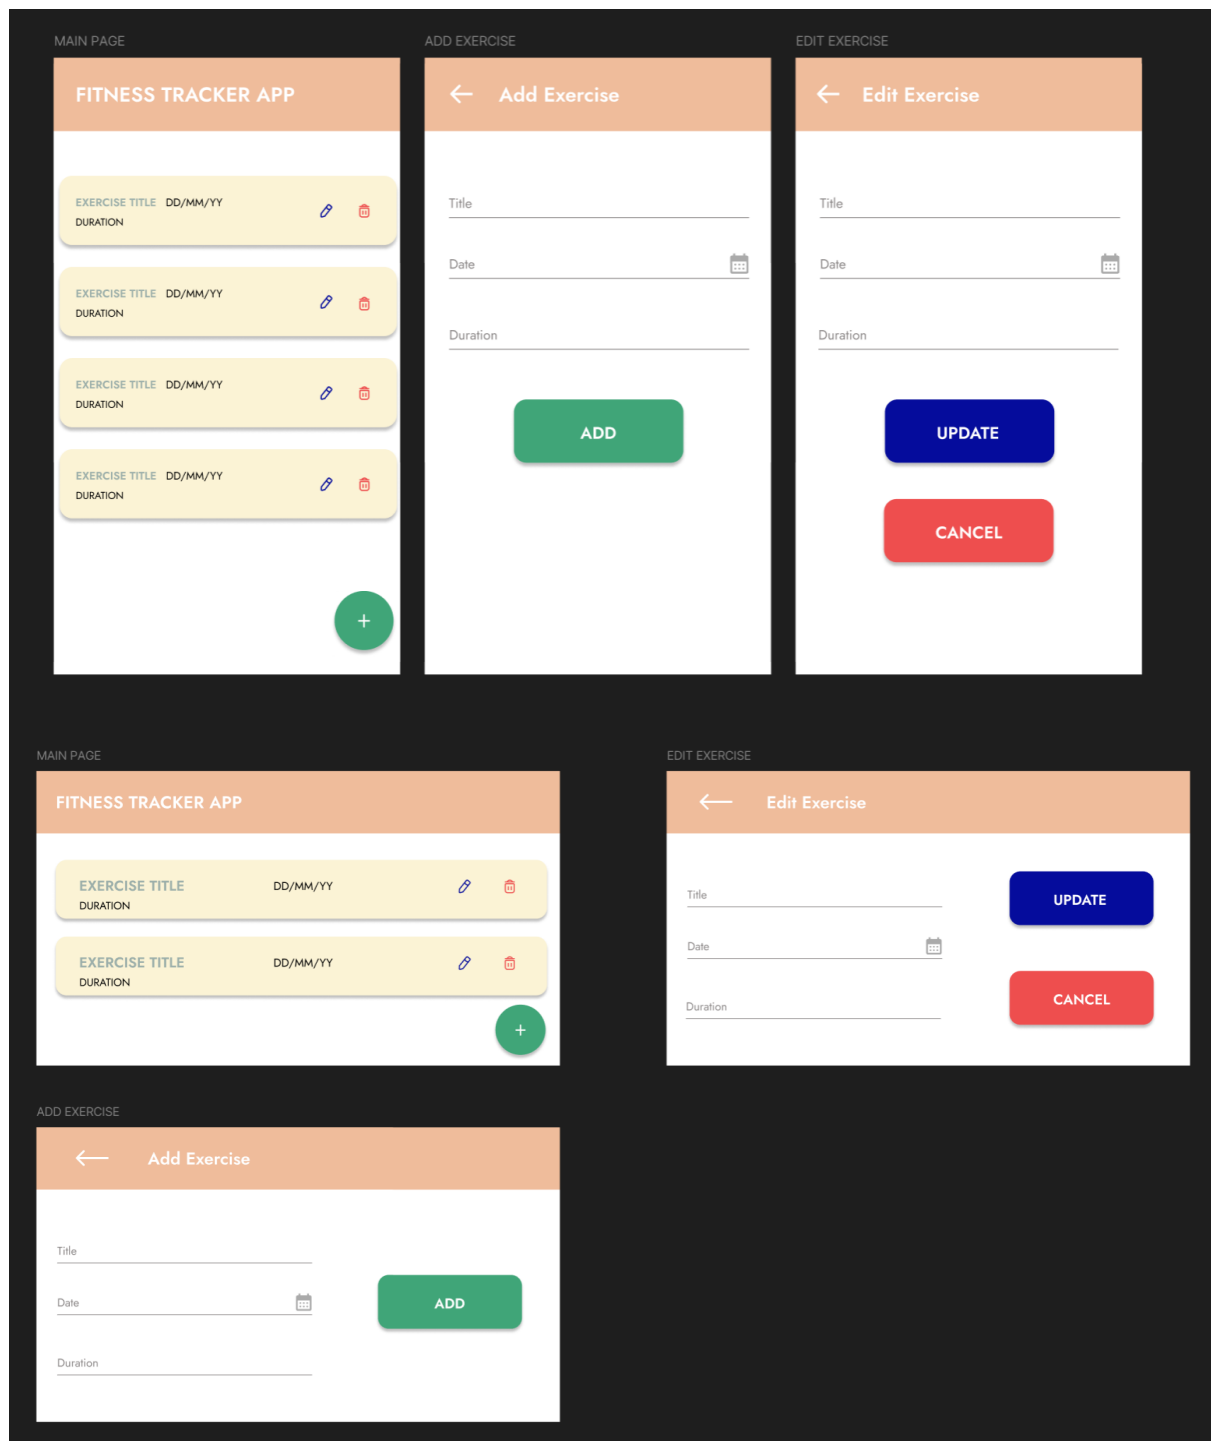 MAIN PAGE
FITNESS TRACKER APP
EXERCISE TITLE DD/MM/YY
DURATION
EXERCISE TITLE DD/MM/YY
DURATION
EXERCISE TITLE DD/MM/YY
DURATION
EXERCISE TITLE DD/MM/YY
DURATION
+
ADD EXERCISE
Add Exercise
Title
Date
Duration
ADD
EDIT EXERCISE
Edit Exercise
Title
Date
Duration
UPDATE
CANCEL
MAIN PAGE
FITNESS TRACKER APP
EXERCISE TITLE DD/MM/YY
DURATION
EXERCISE TITLE DD/MM/YY
DURATION
+
EDIT EXERCISE
Edit Exercise
Title
Date
Duration
UPDATE
CANCEL
ADD EXERCISE
Add Exercise
Title
Date
Duration
ADD